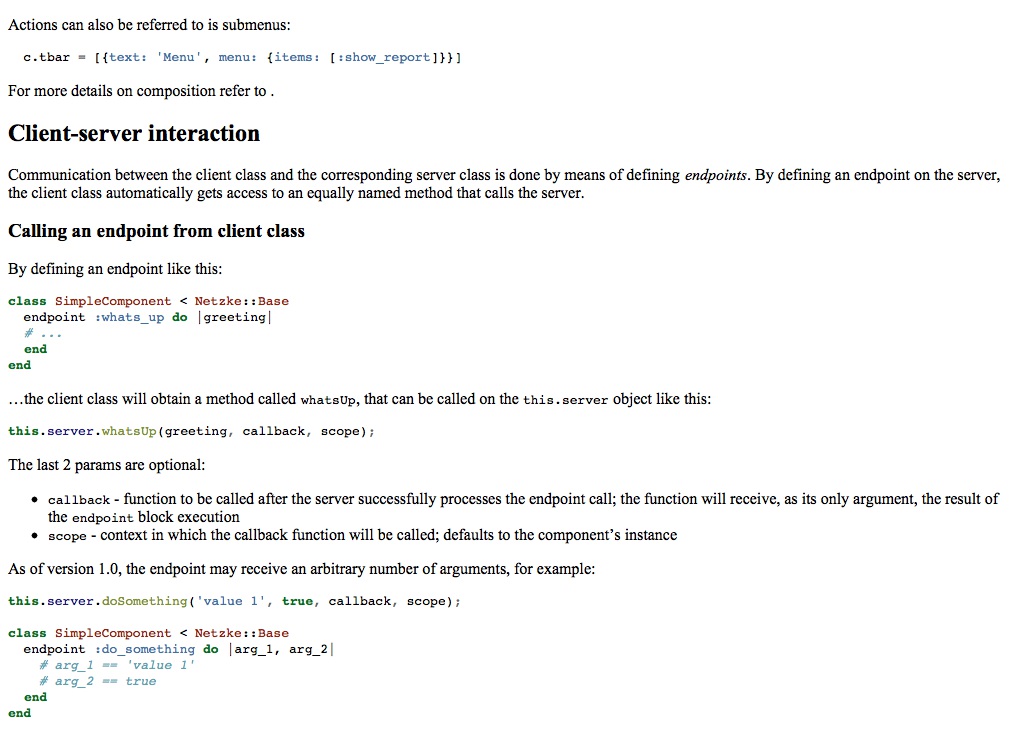 Actions can also be referred to is submenus:
c.tbar = [{text: 'Menu', menu: {items: [:show_report]}}]
For more details on composition refer to .
Client-server interaction
Communication between the client class and the corresponding server class is done by means of defining endpoints. By defining an endpoint on the server,
the client class automatically gets access to an equally named method that calls the server.
Calling an endpoint from client class
By defining an endpoint like this:
class SimpleComponent < Netzke::Base
  endpoint :whats_up do |greeting|
  # ...
  end
end
…the client class will obtain a method called whatsUp, that can be called on the this.server object like this:
this.server.whatsUp(greeting, callback, scope);
The last 2 params are optional:
• callback - function to be called after the server successfully processes the endpoint call; the function will receive, as its only argument, the result of
the endpoint block execution
• scope - context in which the callback function will be called; defaults to the component’s instance
As of version 1.0, the endpoint may receive an arbitrary number of arguments, for example:
this.server.doSomething('value 1', true, callback, scope);
class SimpleComponent < Netzke::Base
  endpoint :do_something do |arg_1, arg_2|
    # arg_1 == 'value 1'
    # arg_2 == true
  end
end